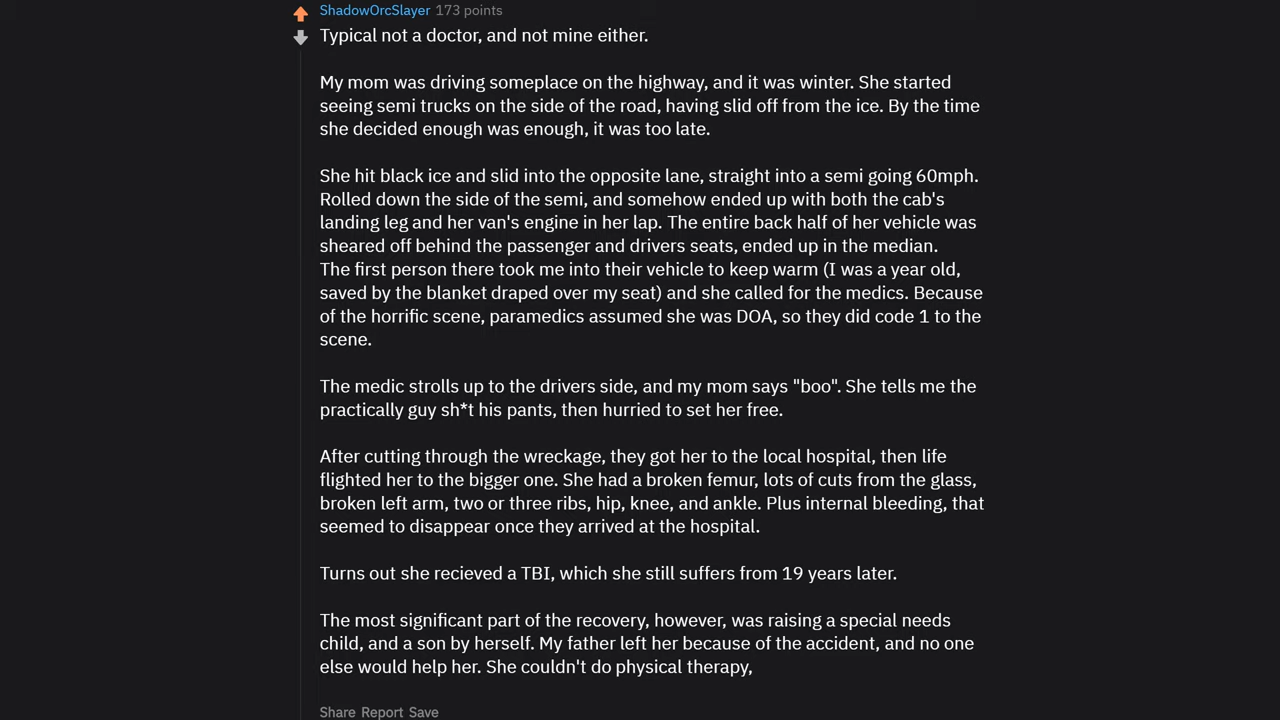 ShadowOrcSlayer 173 points
Typical not a doctor, and not mine either.
My mom was driving someplace on the highway, and it was winter. She started
seeing semi trucks on the side of the road, having slid off from the ice. By the time
she decided enough was enough, it was too late.
She hit black ice and slid into the opposite lane, straight into a semi going 60mph.
Rolled down the side of the semi, and somehow ended up with both the cab's
landing leg and her van's engine in her lap. The entire back half of her vehicle was
sheared off behind the passenger and drivers seats, ended up in the median.
The first person there took me into their vehicle to keep warm (I was a year old,
saved by the blanket draped over my seat) and she called for the medics. Because
of the horrific scene, paramedics assumed she was DOA, so they did code 1 to the
scene.
The medic strolls up to the drivers side, and my mom says "boo". She tells me the
practically guy sh*t his pants, then hurried to set her free.
After cutting through the wreckage, they got her to the local hospital, then life
flighted her to the bigger one. She had a broken femur, lots of cuts from the glass,
broken left arm, two or three ribs, hip, knee, and ankle. Plus internal bleeding, that
seemed to disappear once they arrived at the hospital.
Turns out she recieved a TBI, which she still suffers from 19 years later.
The most significant part of the recovery, however, was raising a special needs
child, and a son by herself. My father left her because of the accident, and no one
else would help her. She couldn't do physical therapy,
Share Report Save